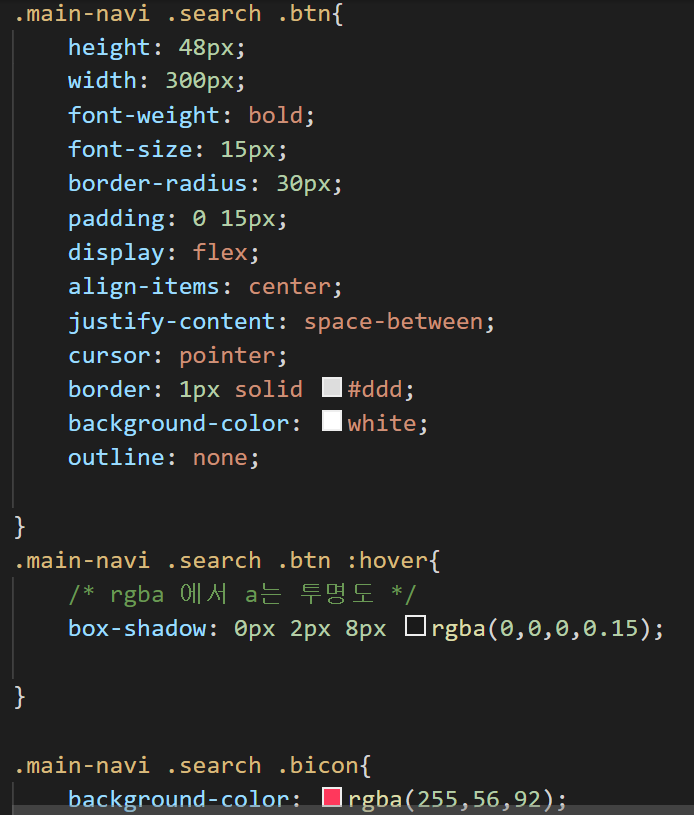 .main-navi .search .btn{
height: 48px;
width: 300px;
font-weight: bold;
font-size: 15px;
border-radius: 30px;
padding: 0 15px;
display: flex;
align-items: center;
justify-content: space-between;
cursor: pointer;
border: 1px solid #ddd;
background-color: white;
outline: none;
}
.main-navi .search .btn :hover{
/* rgba 에서 a는 투명도 */
box-shadow: 0px 2px 8px rgba(0,0,0,0.15);
}
.main-navi .search .bicon{
background-color: rgba(255,56,92);